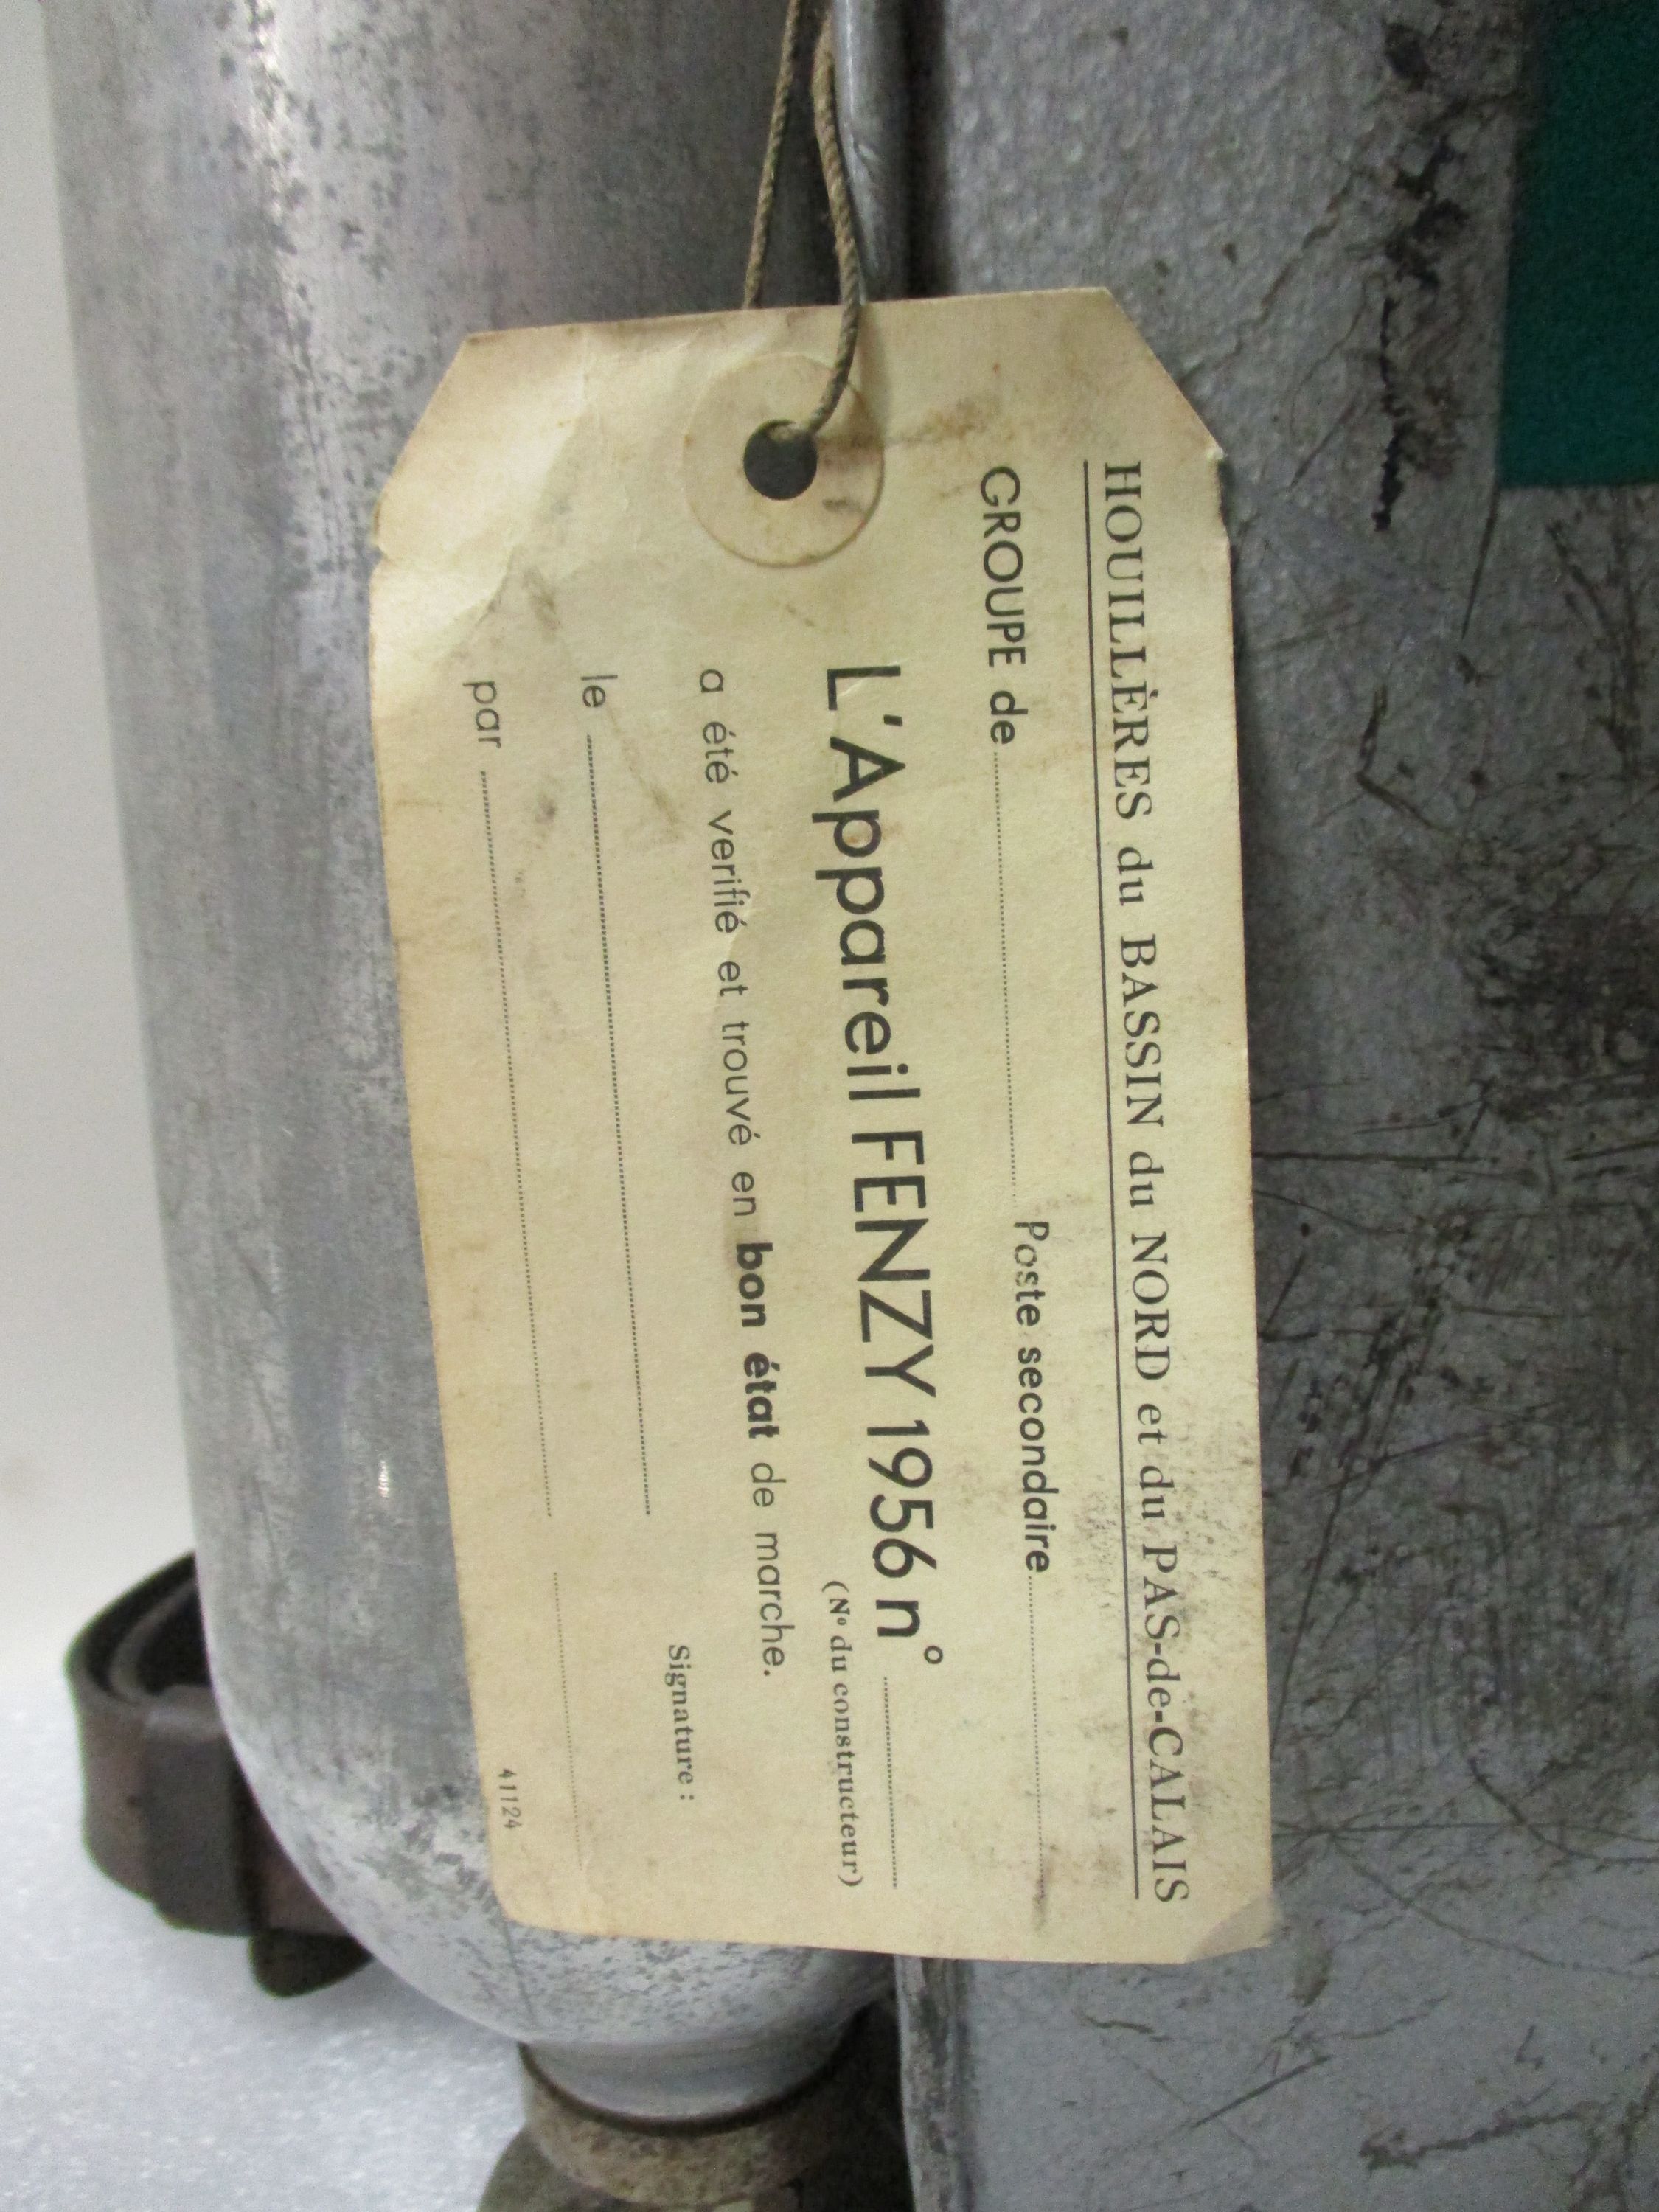 HOUILLÈRES du BASSIN du NORD et du PAS-de-CALAIS
GROUPE de Poste secondaire
L'Appareil FENZY 1956 n°
(N° du constructeur)
a été verifié et trouvé en bon état de marche.
Signature :
le
par
41124